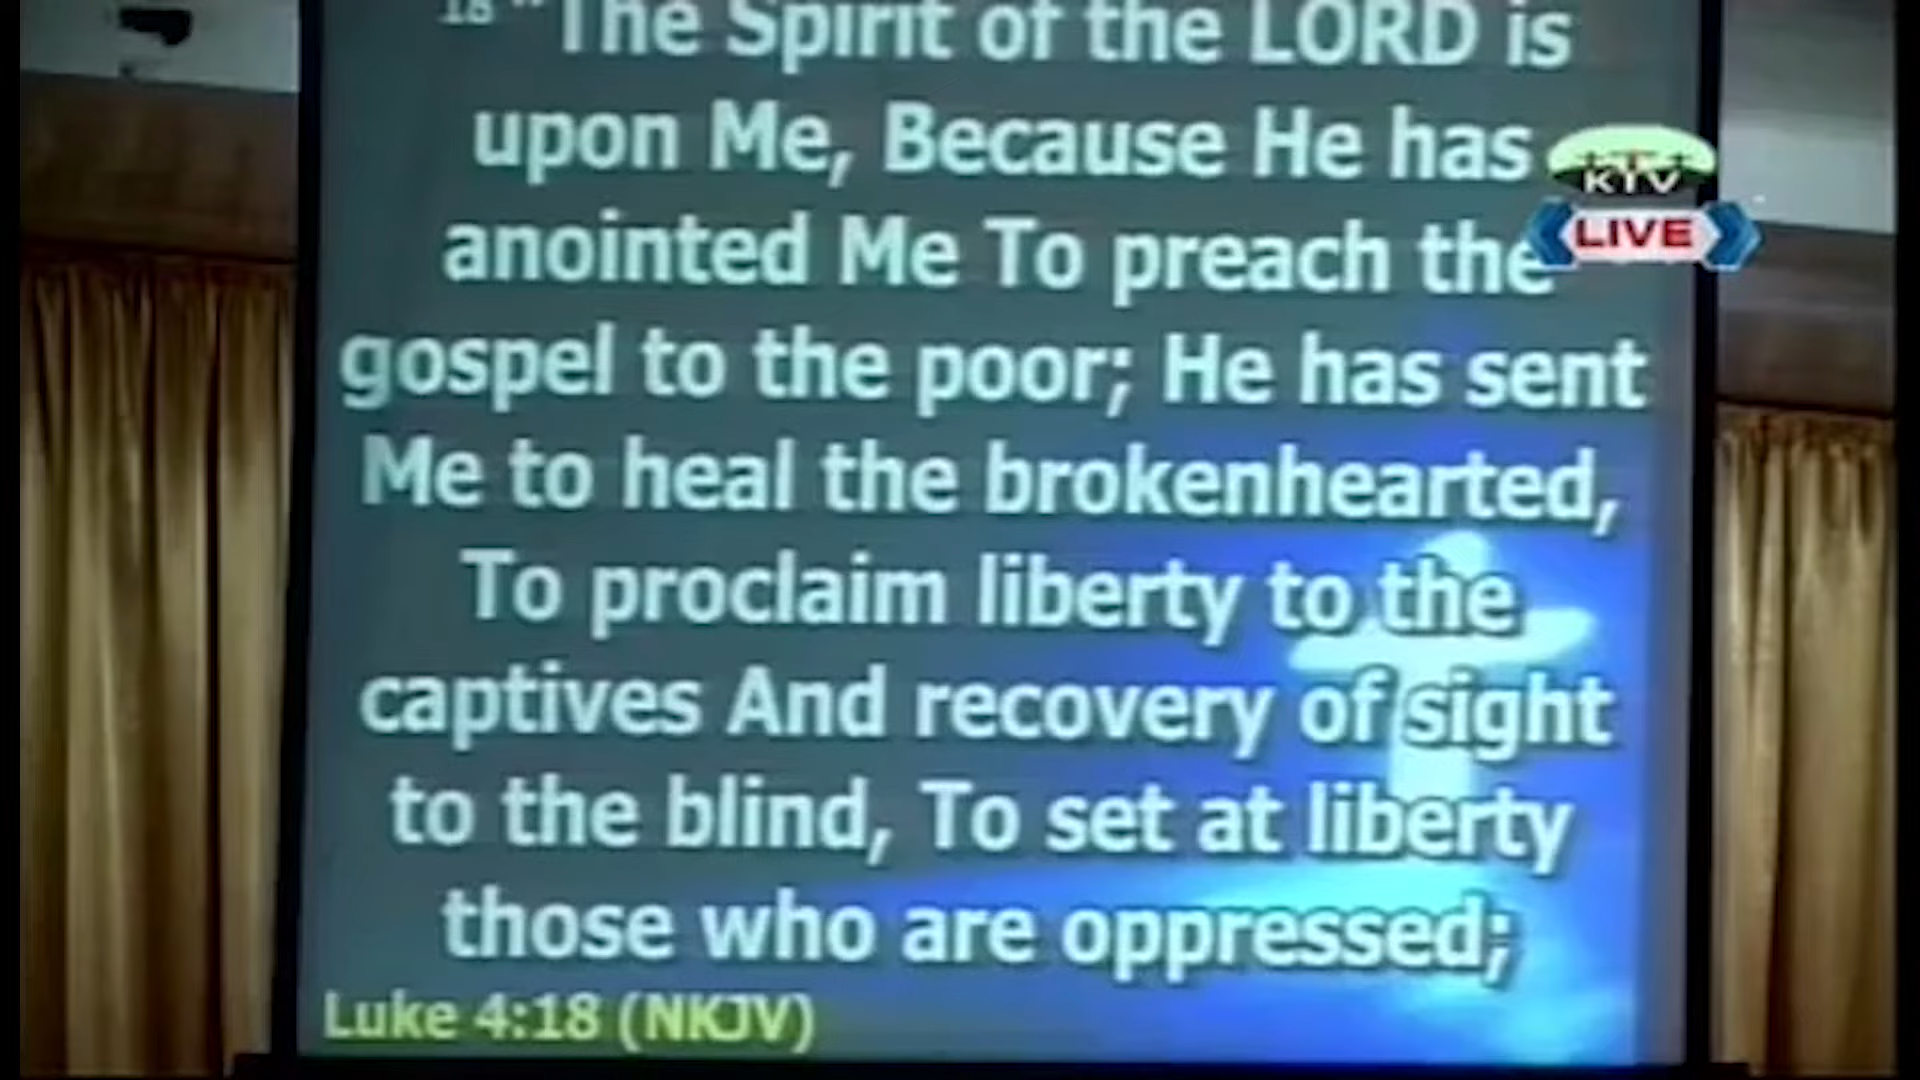 18 "The Spirit of the LORD is
upon Me, Because He has
anointed Me To preach the
gospel to the poor; He has sent
Me to heal the brokenhearted,
To proclaim liberty to the
captives And recovery of sight
to the blind, To set at liberty
those who are oppressed;
Luke 4:18 (NKJV)
KTV
LIVE